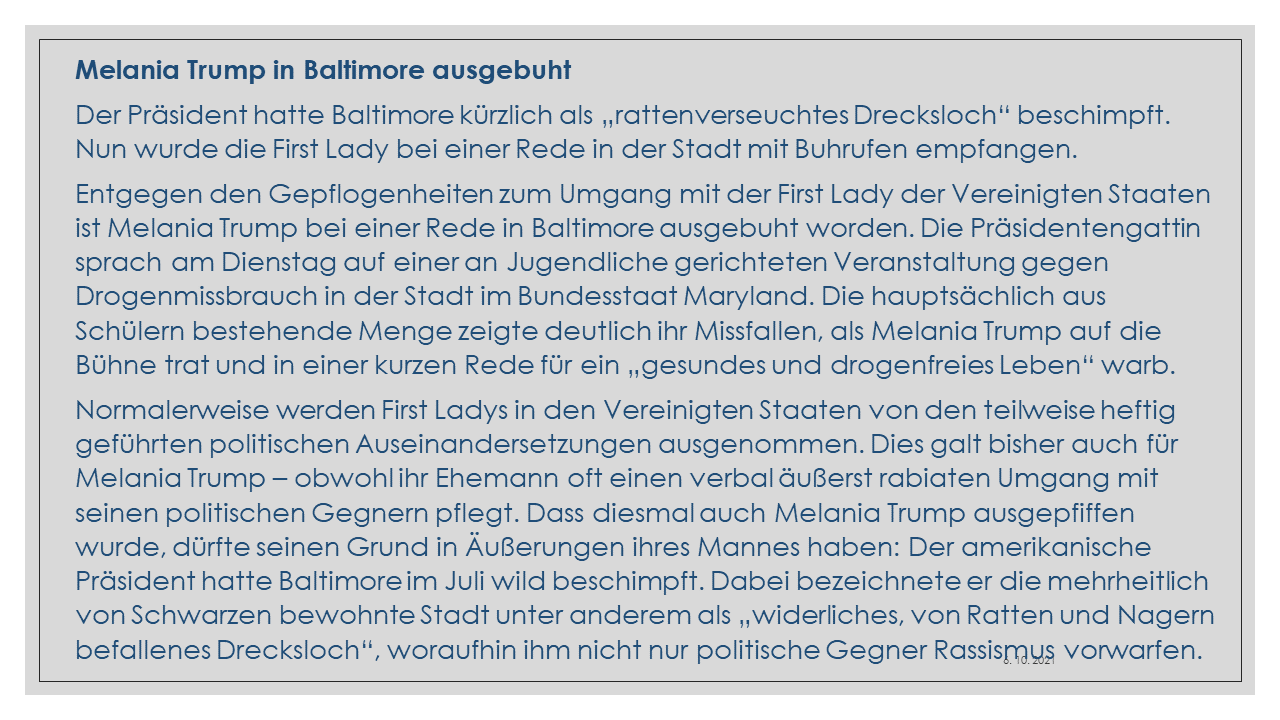 Melania Trump in Baltimore ausgebuht
Der Präsident hatte Baltimore kürzlich als „rattenverseuchtes Drecksloch“ beschimpft.
Nun wurde die First Lady bei einer Rede in der Stadt mit Buhrufen empfangen.
Entgegen den Gepflogenheiten zum Umgang mit der First Lady der Vereinigten Staaten
ist Melania Trump bei einer Rede in Baltimore ausgebuht worden. Die Präsidentengattin
sprach am Dienstag auf einer an Jugendliche gerichteten Veranstaltung gegen
Drogenmissbrauch in der Stadt im Bundesstaat Maryland. Die hauptsächlich aus
Schülern bestehende Menge zeigte deutlich ihr Missfallen, als Melania Trump auf die
Bühne trat und in einer kurzen Rede für ein „gesundes und drogenfreies Leben“ warb.
Normalerweise werden First Ladys in den Vereinigten Staaten von den teilweise heftig
geführten politischen Auseinandersetzungen ausgenommen. Dies galt bisher auch für
Melania Trump – obwohl ihr Ehemann oft einen verbal äußerst rabiaten Umgang mit
seinen politischen Gegnern pflegt. Dass diesmal auch Melania Trump ausgepfiffen
wurde, dürfte seinen Grund in Äußerungen ihres Mannes haben: Der amerikanische
Präsident hatte Baltimore im Juli wild beschimpft. Dabei bezeichnete er die mehrheitlich
von Schwarzen bewohnte Stadt unter anderem als „widerliches, von Ratten und Nagern
befallenes Drecksloch“, woraufhin ihm nicht nur politische Gegner Rassismus vorwarfen.
6. 10. 2021